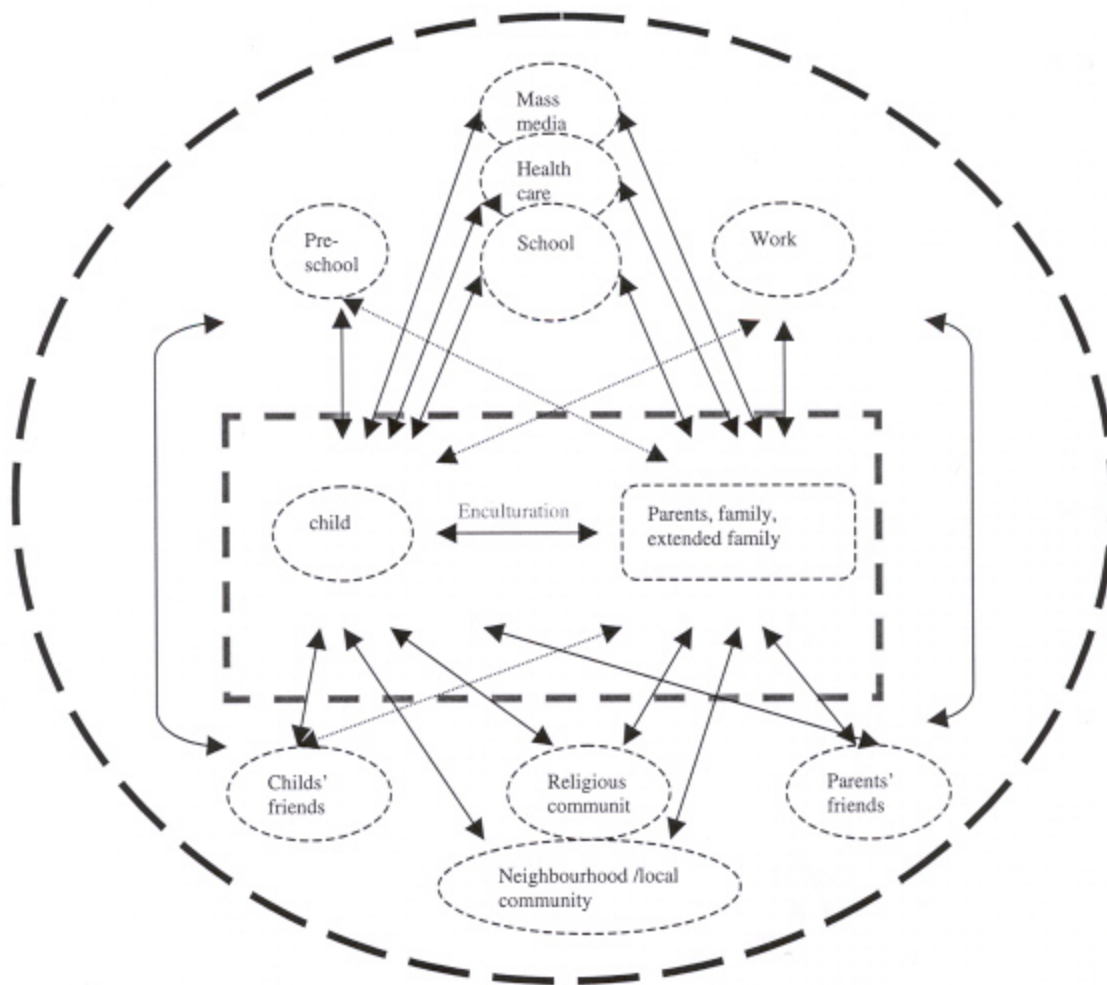 Mass
media
Health
care
Pre-
school
School
Work
child
Enculturation
Parents, family,
extended family
Childs'
friends
Religious
communit
Parents'
friends
Neighbourhood /local
community